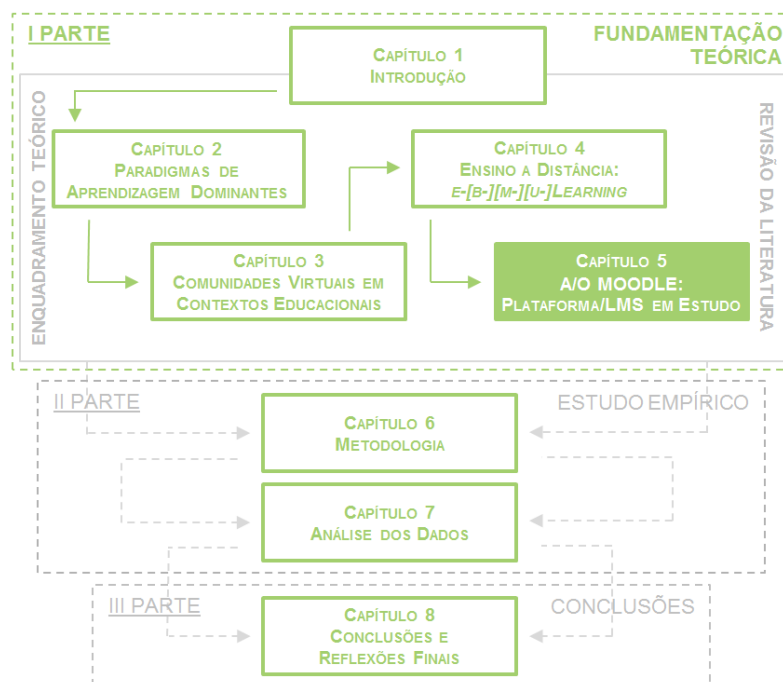 I PARTE
FUNDAMENTAÇÃO
TEÓRICA
CAPÍTULO 1
INTRODUÇÃO
ENQUADRAMENTO TEÓRICO
REVISÃO DA LITERATURA
CAPÍTULO 2
PARADIGMAS DE
APRENDIZAGEM DOMINANTES
CAPÍTULO 4
ENSINO A DISTÂNCIA:
E-[B-][M-][U-]LEARNING
CAPÍTULO 3
COMUNIDADES VIRTUAIS EM
CONTEXTOS EDUCACIONAIS
CAPÍTULO 5
A/O MOODLE:
PLATAFORMA/LMS EM ESTUDO
II PARTE
ESTUDO EMPÍRICO
CAPÍTULO 6
METODOLOGIA
CAPÍTULO 7
ANÁLISE DOS DADOS
III PARTE
CONCLUSÕES
CAPÍTULO 8
CONCLUSÕES E
REFLEXÕES FINAIS